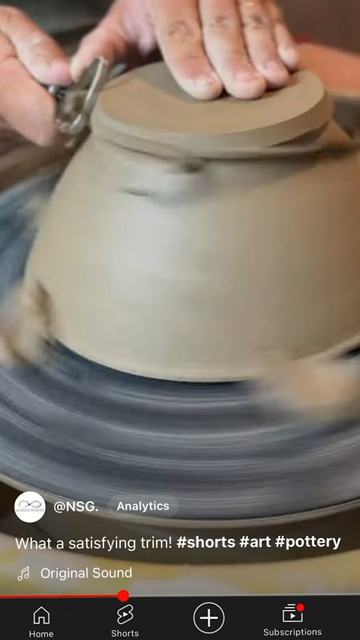 @NSG. Analytics
What a satisfying trim! #shorts #art #pottery
Original Sound
Home Shorts Subscriptions